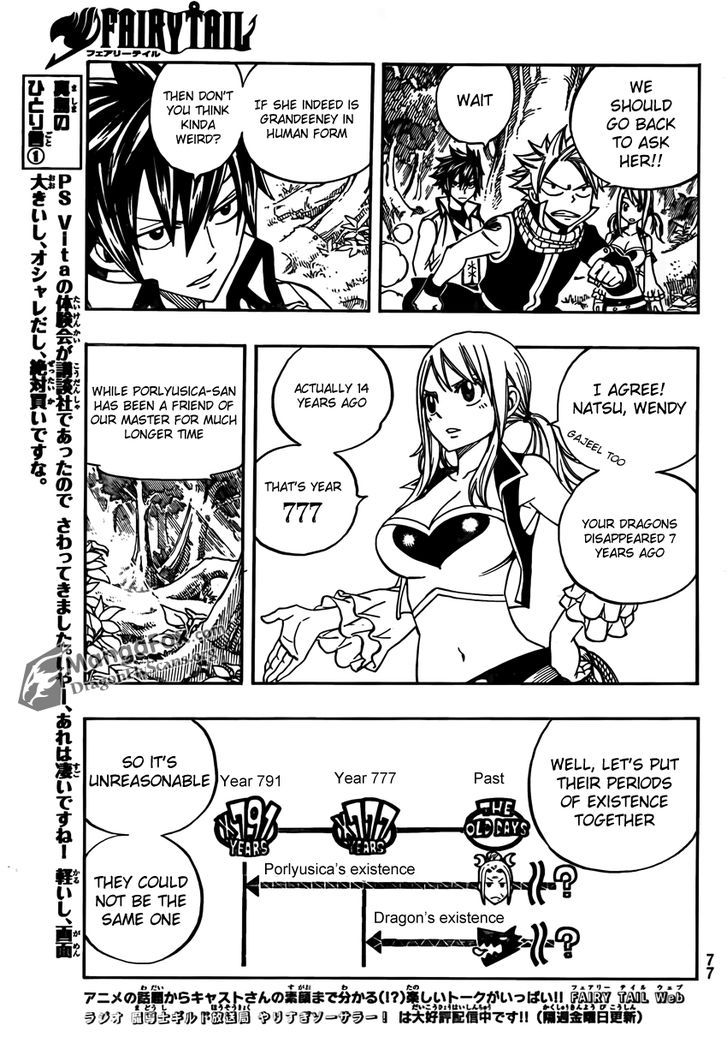 FAIRY TAIL
フェアリーテイル
WE
SHOULD
GO BACK
TO ASK
HER!!
WAIT
IF SHE INDEED IS
GRANDEENEY IN
HUMAN FORM
THEN DON'T
YOU THINK
KINDA
WEIRD?
I AGREE!
NATSU, WENDY
GAJEEL TOO
YOUR DRAGONS
DISAPPEARED 7
YEARS AGO
ACTUALLY 14
YEARS AGO
THAT'S YEAR
777
WHILE PORLYUSICA-SAN
HAS BEEN A FRIEND OF
OUR MASTER FOR MUCH
LONGER TIME
WELL, LET'S PUT
THEIR PERIODS
OF EXISTENCE
TOGETHER
Year 791
Year 777
Past
X791
YEARS
X777
YEARS
THE
OLD DAYS
Porlyusica's existence
?
Dragon's existence
?
SO IT'S
UNREASONABLE
THEY COULD
NOT BE THE
SAME ONE
真島の
ひとり言①
PS Vitaの体験会が講談社であったので さわってきました。いやー、あれは凄いですね! 軽いし、画面
大きいし、オシャレだし、絶対買いですな。
Mangafox.com
77
アニメの話題からキャストさんの素顔まで分かる(!?)楽しいトークがいっぱい!! FAIRY TAIL Web
ラジオ 魔導士ギルド放送局 やりすぎソーサラー! は大好評配信中です!!(隔週金曜日更新)